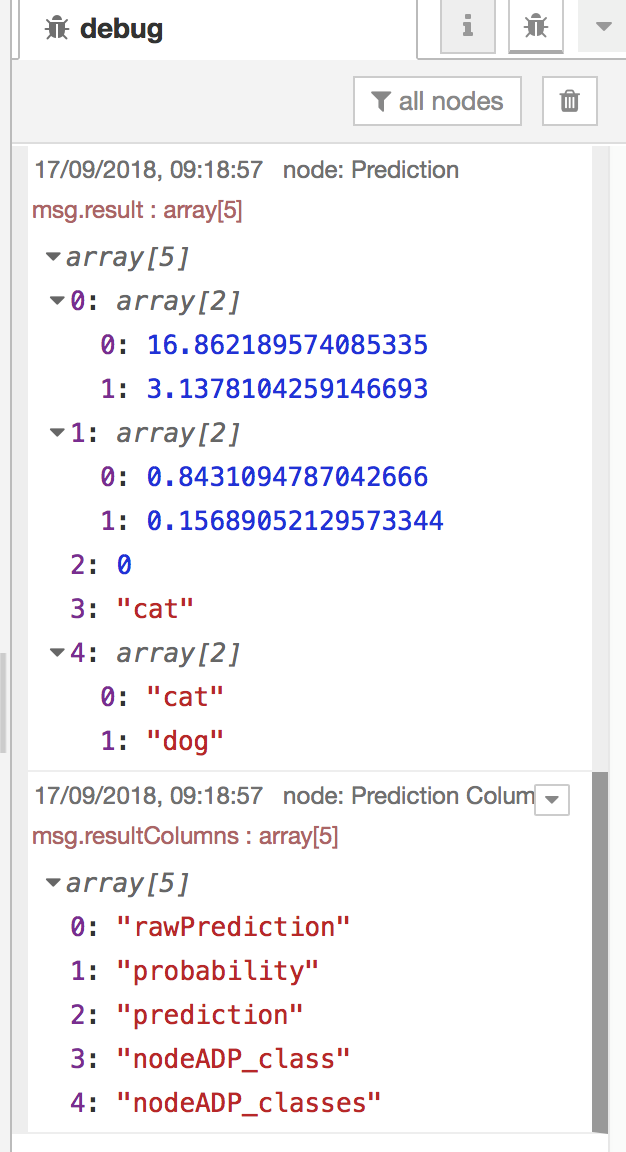 debug
all nodes
17/09/2018, 09:18:57 node: Prediction
msg.result : array[5]
array[5]
0: array[2]
0: 16.862189574085335
1: 3.1378104259146693
1: array[2]
0: 0.8431094787042666
1: 0.15689052129573344
2: 0
3: "cat"
4: array[2]
0: "cat"
1: "dog"
17/09/2018, 09:18:57 node: Prediction Colum
msg.resultColumns : array[5]
array[5]
0: "rawPrediction"
1: "probability"
2: "prediction"
3: "nodeADP_class"
4: "nodeADP_classes"